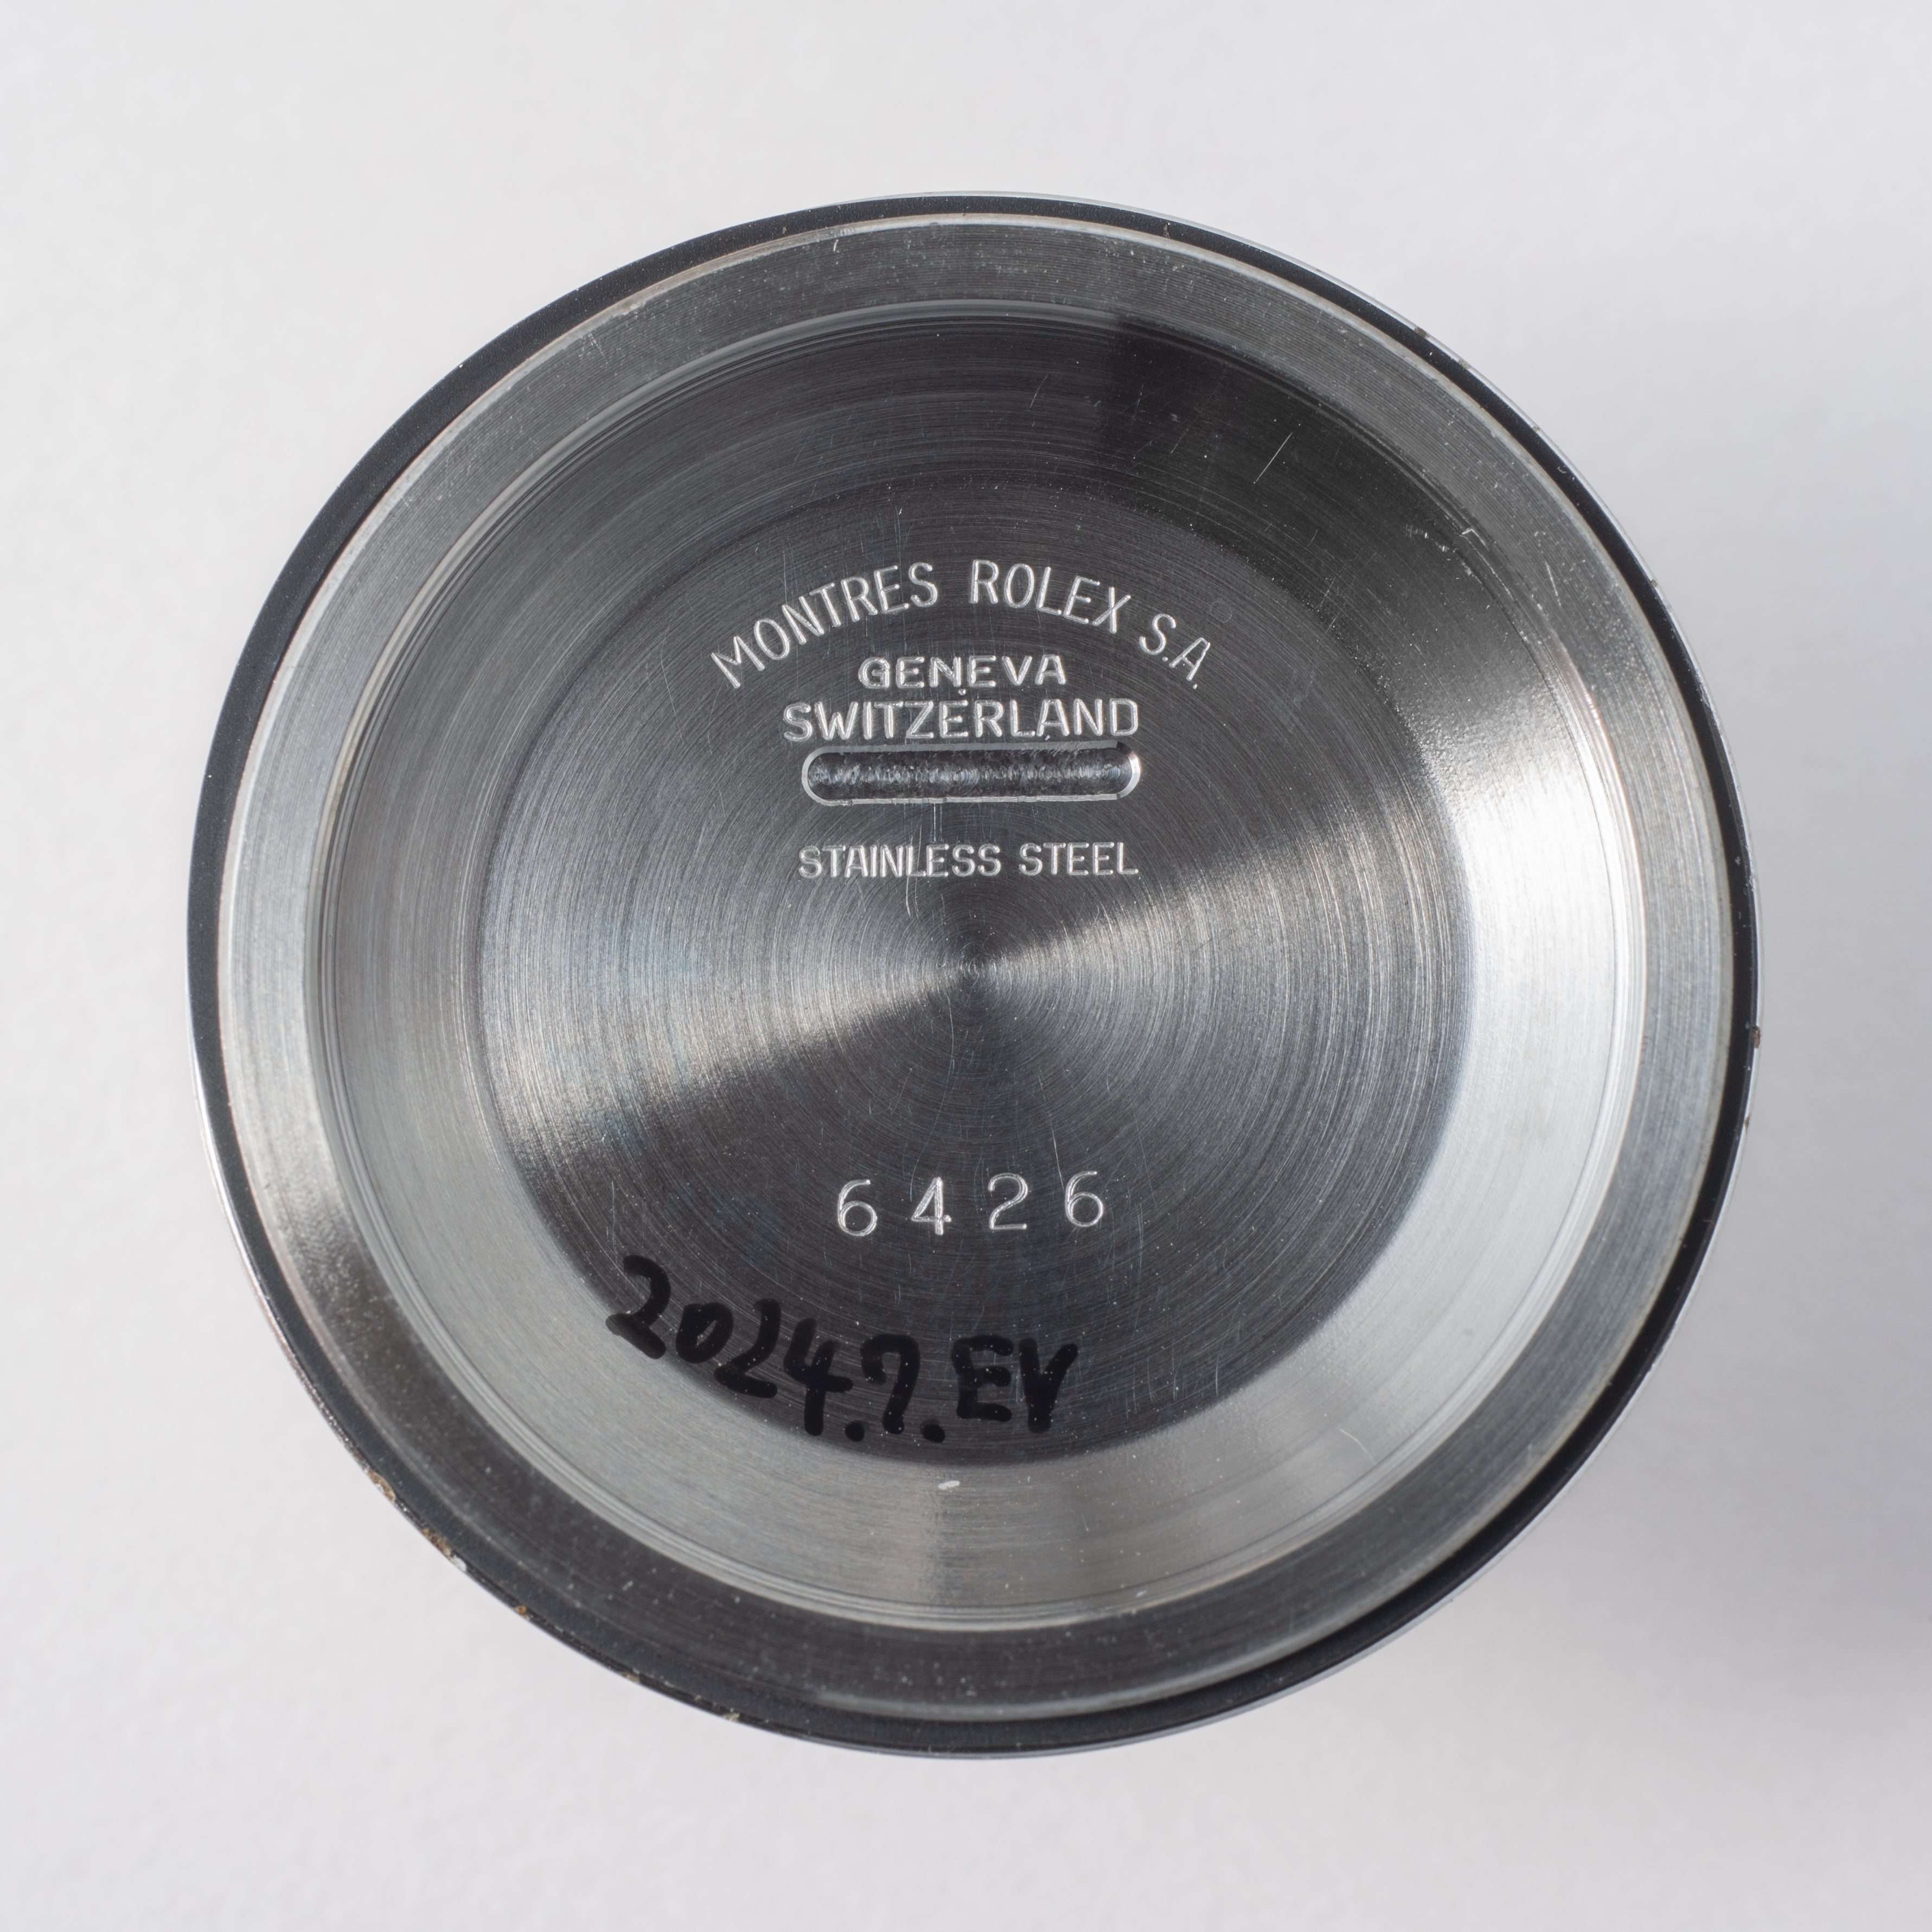 MONTRES ROLEX S.A.
GENEVA
SWITZERLAND
STAINLESS STEEL
6426
2024.7.EV